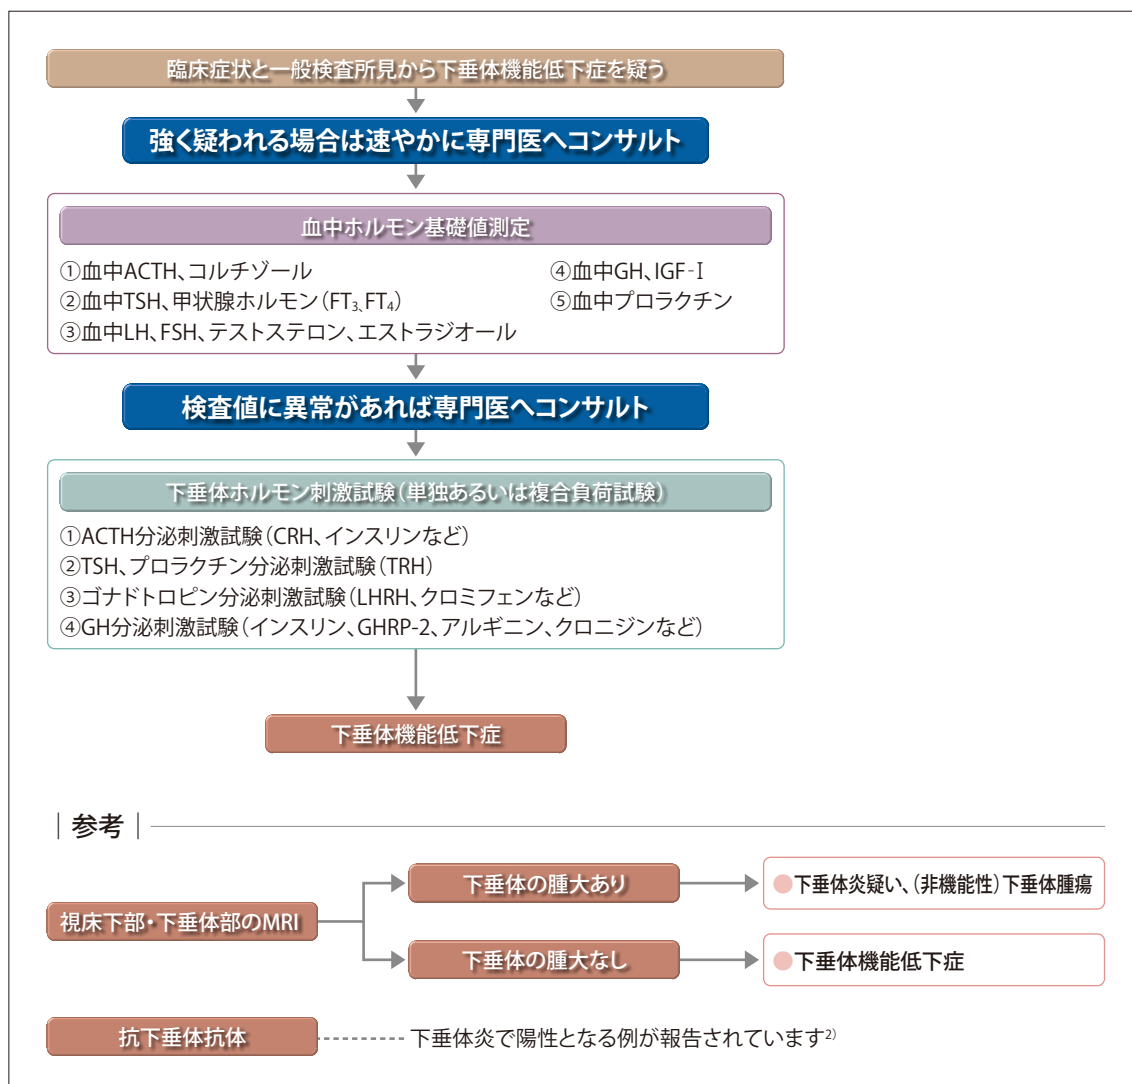 臨床症状と一般検査所見から下垂体機能低下症を疑う
強く疑われる場合は速やかに専門医へコンサルト
血中ホルモン基礎値測定
①血中ACTH、コルチゾール
②血中TSH、甲状腺ホルモン（FT₃、FT₄）
③血中LH、FSH、テストステロン、エストラジオール
④血中GH、IGF-I
⑤血中プロラクチン
検査値に異常があれば専門医へコンサルト
下垂体ホルモン刺激試験（単独あるいは複合負荷試験）
①ACTH分泌刺激試験（CRH、インスリンなど）
②TSH、プロラクチン分泌刺激試験（TRH）
③ゴナドトロピン分泌刺激試験（LHRH、クロミフェンなど）
④GH分泌刺激試験（インスリン、GHRP-2、アルギニン、クロニジンなど）
下垂体機能低下症
｜参考｜
視床下部・下垂体部のMRI
下垂体の腫大あり
●下垂体炎疑い、（非機能性）下垂体腫瘍
下垂体の腫大なし
●下垂体機能低下症
抗下垂体抗体
下垂体炎で陽性となる例が報告されています²⁾